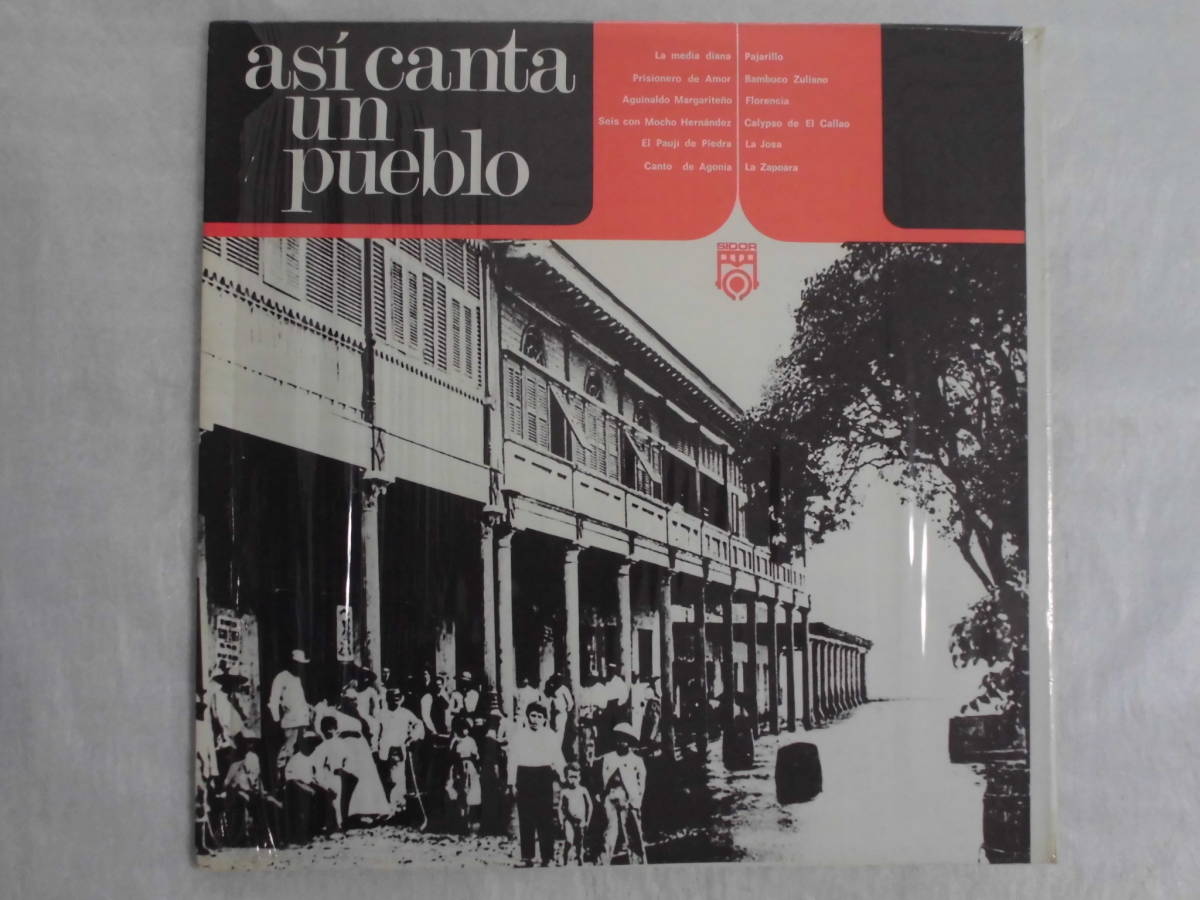 así canta
un
pueblo
La media diana
Prisionero de Amor
Aguinaldo Margariteño
Seis con Mocho Hernández
El Paují de Piedra
Canto de Agonía
Pajarillo
Bambuco Zuliano
Florencia
Calypso de El Callao
La Josa
La Zapoara
SIDOR